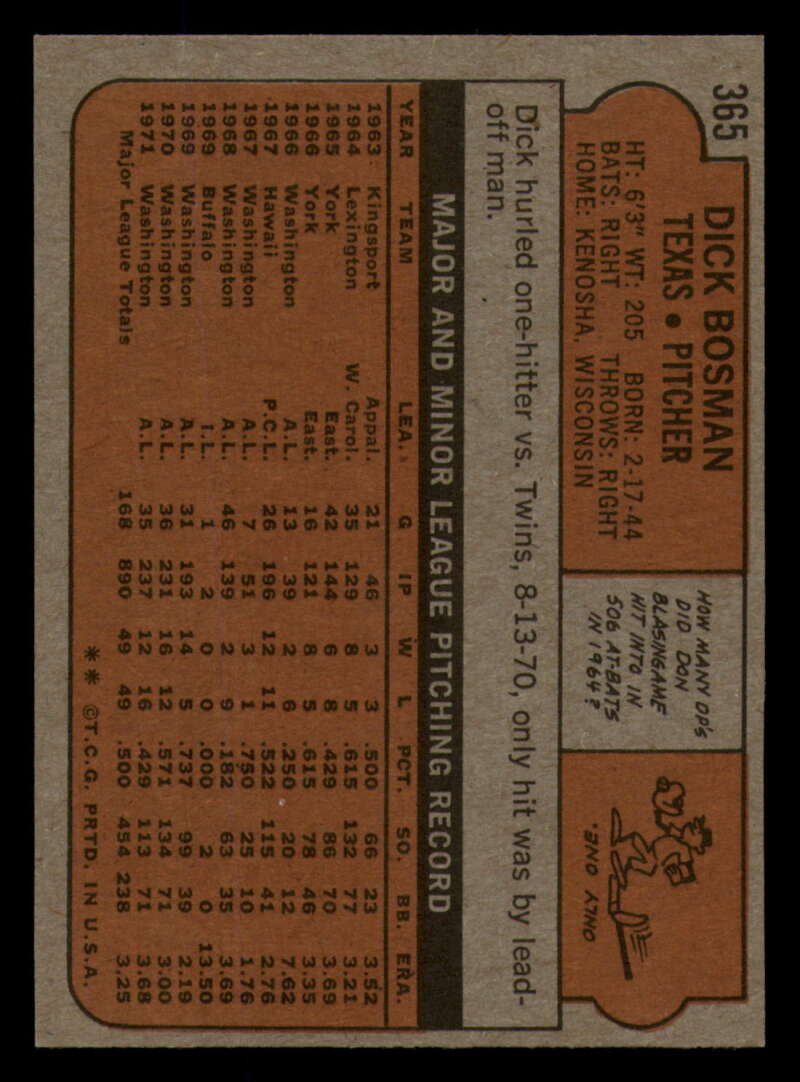 365
DICK BOSMAN
TEXAS • PITCHER
HT: 6'3" WT: 205 BORN: 2-17-44
BATS: RIGHT THROWS: RIGHT
HOME: KENOSHA, WISCONSIN
HOW MANY DP'S
DID DON
BLASINGAME
HIT INTO IN
506 AT-BATS
IN 1964?
ONLY ONE.
Dick hurled one-hitter vs. Twins, 8-13-70, only hit was by lead-
off man.
MAJOR AND MINOR LEAGUE PITCHING RECORD
YEAR TEAM LEA. G IP W L PCT. SO. BB. ERA.
1963 Kingsport Appal. 21 46 3 3 .500 66 23 3.52
1964 Lexington W. Carol. 35 129 8 5 .615 132 77 3.21
1965 York East. 42 144 6 8 .429 86 70 3.69
1966 York East. 16 121 8 5 .615 78 46 3.35
1966 Washington A.L. 13 39 2 6 .250 20 12 7.62
1967 Hawaii P.C.L. 26 196 12 11 .522 115 41 2.76
1967 Washington A.L. 7 51 3 1 .750 25 10 1.76
1968 Washington A.L. 46 139 2 9 .182 63 35 3.69
1969 Buffalo I.L. 1 2 0 0 .000 2 0 13.50
1969 Washington A.L. 31 193 14 5 .737 99 39 2.19
1970 Washington A.L. 36 231 16 12 .571 134 71 3.00
1971 Washington A.L. 35 237 12 16 .429 113 71 3.68
Major League Totals 168 890 49 49 .500 454 238 3.25
** ©T.C.G. PRTD. IN U.S.A.